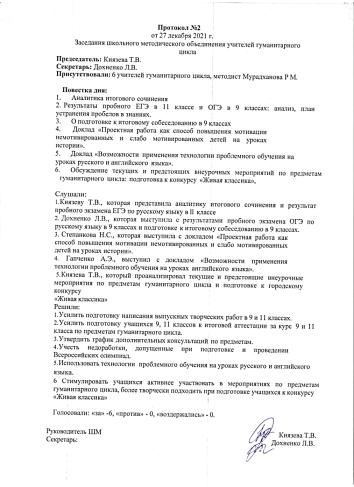 Протокол №2
от 27 декабря 2021 г.
Заседания школьного методического объединения учителей гуманитарного
цикла
Председатель: Князева Т.В.
Секретарь: Дохненко Л.В.
Присутствовали: 6 учителей гуманитарного цикла, методист Мурадханова Р М.
Повестка дня:
1. Аналитика итогового сочинения
2. Результаты пробного ЕГЭ в 11 классе и ОГЭ в 9 классах: анализ, план
устранения пробелов в знаниях.
3. О подготовке к итоговому собеседованию в 9 классах
4. Доклад «Проектная работа как способ повышения мотивации
немотивированных и слабо мотивированных детей на уроках
истории».
5. Доклад «Возможности применения технологии проблемного обучения на
уроках русского и английского языка».
6. Обсуждение текущих и предстоящих внеурочных мероприятий по предметам
гуманитарного цикла: подготовка к конкурсу «Живая классика»,
Слушали:
1.Князеву Т.В., которая представила аналитику итогового сочинения и результат
пробного экзамена ЕГЭ по русскому языку в 11 классе
2. Дохненко Л.В., которая выступила с результатами пробного экзамена ОГЭ по
русскому языку в 9 классах и подготовке к итоговому собеседованию в 9 классах.
3. Степанкова Н.С., которая выступила с докладом «Проектная работа как
способ повышения мотивации немотивированных и слабо мотивированных
детей на уроках истории».
4. Гапченко А.Э., выступил с докладом «Возможности применения
технологии проблемного обучения на уроках английского языка».
5.Князева Т.В., который проанализировал текущие и предстоящие внеурочные
мероприятия по предметам гуманитарного цикла и подготовке к городскому
конкурсу
«Живая классика»
Решили:
1.Усилить подготовку написания выпускных творческих работ в 9 и 11 классах.
2.Усилить подготовку учащихся 9, 11 классов к итоговой аттестации за курс 9 и 11
класса по предметам гуманитарного цикла.
3.Утвердить график дополнительных консультаций по предметам.
4.Учесть недоработки, допущенные при подготовке и проведении
Всероссийских олимпиад.
5.Использовать технологии проблемного обучения на уроках русского и английского
языка.
6 Стимулировать учащихся активнее участвовать в мероприятиях по предметам
гуманитарного цикла, более творчески подходить при подготовке учащихся к конкурсу
«Живая классика»
Голосовали: «за» -6, «против» - 0, «воздержались» - 0.
Руководитель ШМ Князева Т.В.
Секретарь: Дохненко Л.В.